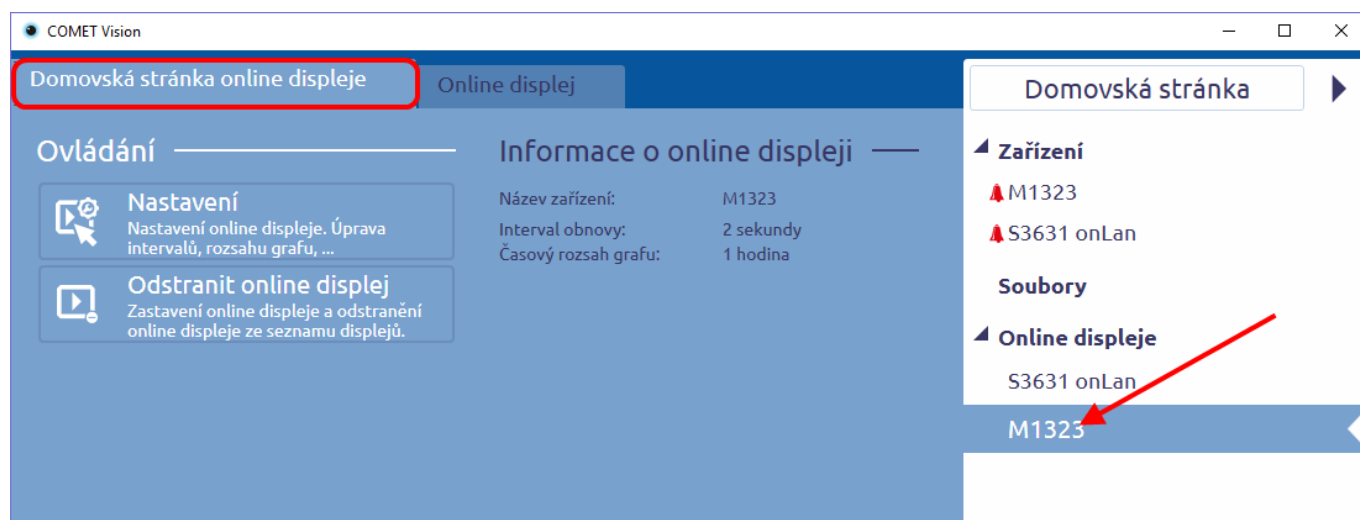 COMET Vision
Domovská stránka online displeje
Online displej
Ovládání
Nastavení
Nastavení online displeje. Úprava
intervalů, rozsahu grafu, ...
Odstranit online displej
Zastavení online displeje a odstranění
online displeje ze seznamu displejů.
Informace o online displeji
Název zařízení: M1323
Interval obnovy: 2 sekundy
Časový rozsah grafu: 1 hodina
Domovská stránka
Zařízení
M1323
S3631 onLan
Soubory
Online displeje
S3631 onLan
M1323